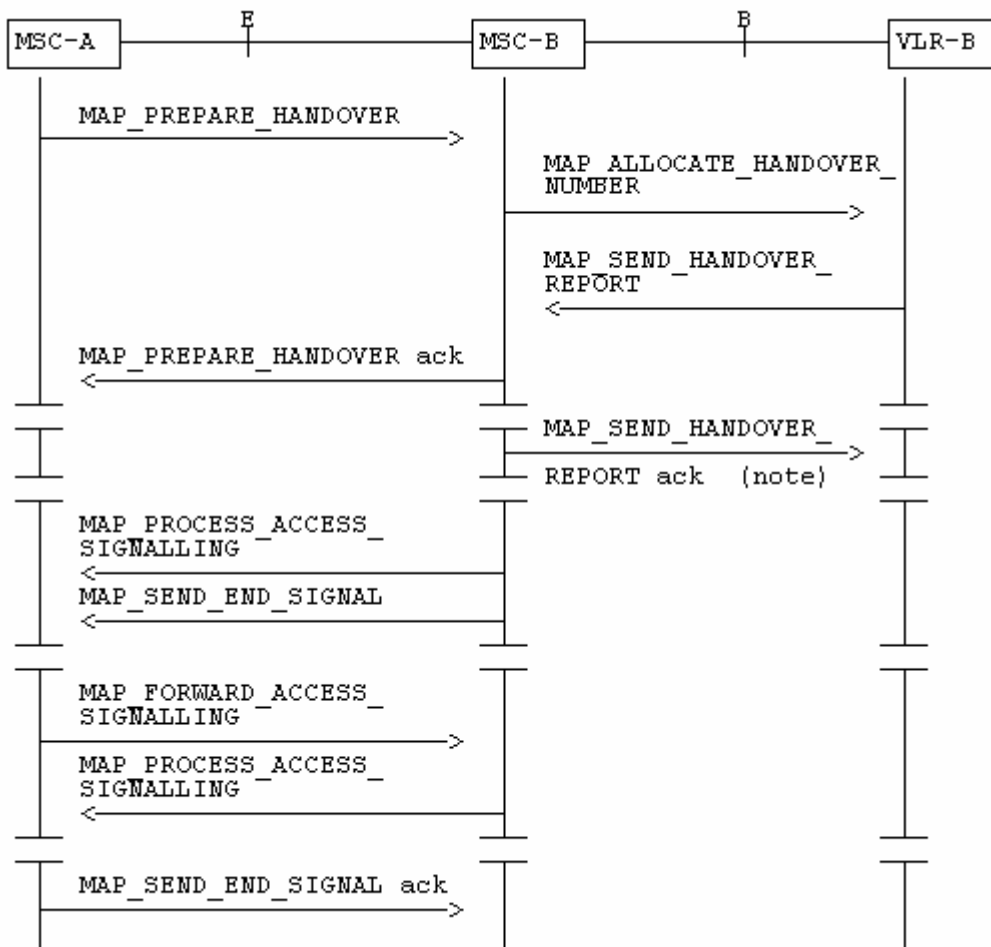 E
B
MSC-A
MSC-B
VLR-B
MAP_PREPARE_HANDOVER
MAP_ALLOCATE_HANDOVER_
NUMBER
MAP_SEND_HANDOVER_
REPORT
MAP_PREPARE_HANDOVER ack
MAP_SEND_HANDOVER_
REPORT ack (note)
MAP_PROCESS_ACCESS_
SIGNALLING
MAP_SEND_END_SIGNAL
MAP_FORWARD_ACCESS_
SIGNALLING
MAP_PROCESS_ACCESS_
SIGNALLING
MAP_SEND_END_SIGNAL ack